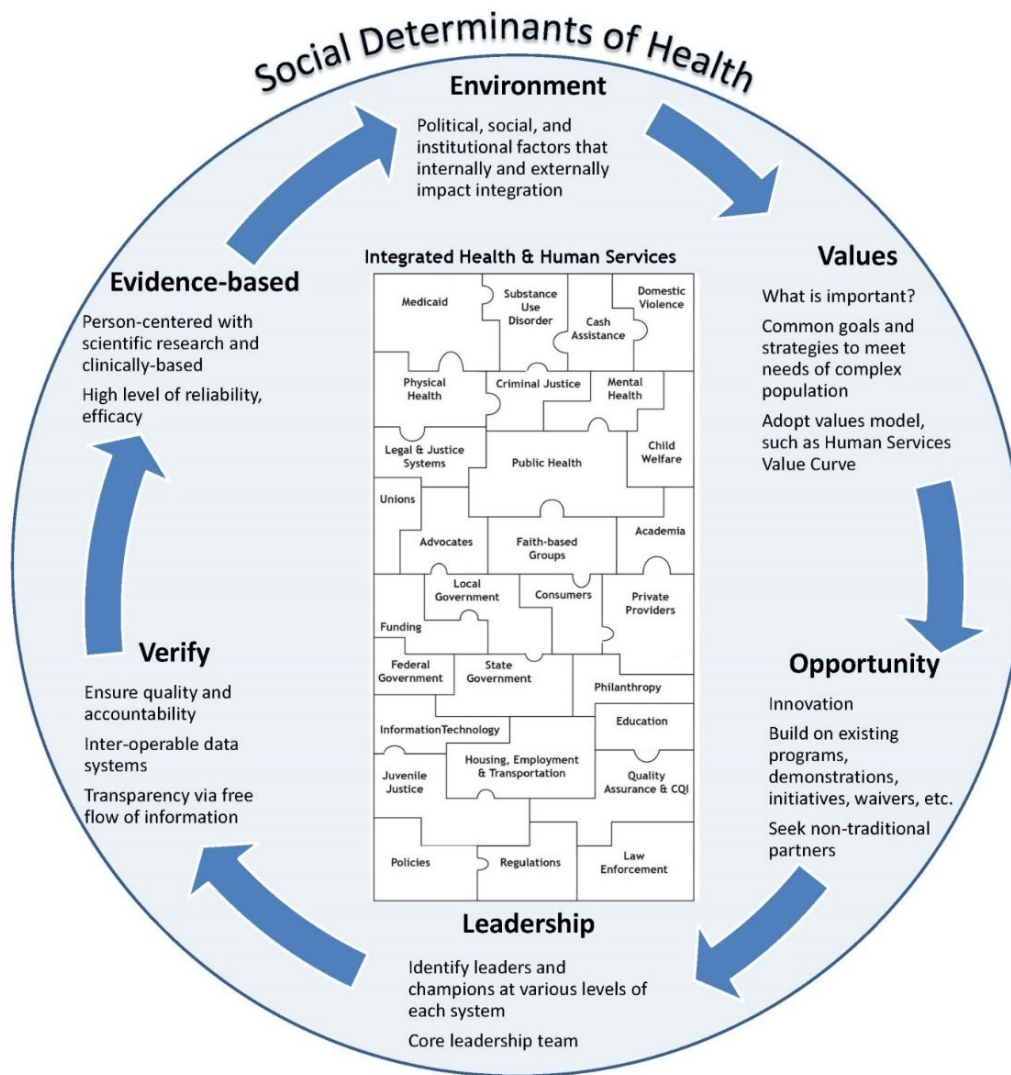 Social Determinants of Health
Environment
Political, social, and
institutional factors that
internally and externally
impact integration
Values
What is important?
Common goals and
strategies to meet
needs of complex
population
Adopt values model,
such as Human Services
Value Curve
Opportunity
Innovation
Build on existing
programs,
demonstrations,
initiatives, waivers, etc.
Seek non-traditional
partners
Leadership
Identify leaders and
champions at various levels of
each system
Core leadership team
Verify
Ensure quality and
accountability
Inter-operable data
systems
Transparency via free
flow of information
Evidence-based
Person-centered with
scientific research and
clinically-based
High level of reliability,
efficacy
Integrated Health & Human Services
Medicaid
Substance
Use
Disorder
Cash
Assistance
Domestic
Violence
Physical
Health
Criminal Justice
Mental
Health
Legal & Justice
Systems
Public Health
Child
Welfare
Unions
Advocates
Faith-based
Groups
Academia
Local
Government
Consumers
Private
Providers
Funding
Federal
Government
State
Government
Philanthropy
InformationTechnology
Education
Juvenile
Justice
Housing, Employment
& Transportation
Quality
Assurance & CQI
Policies
Regulations
Law
Enforcement